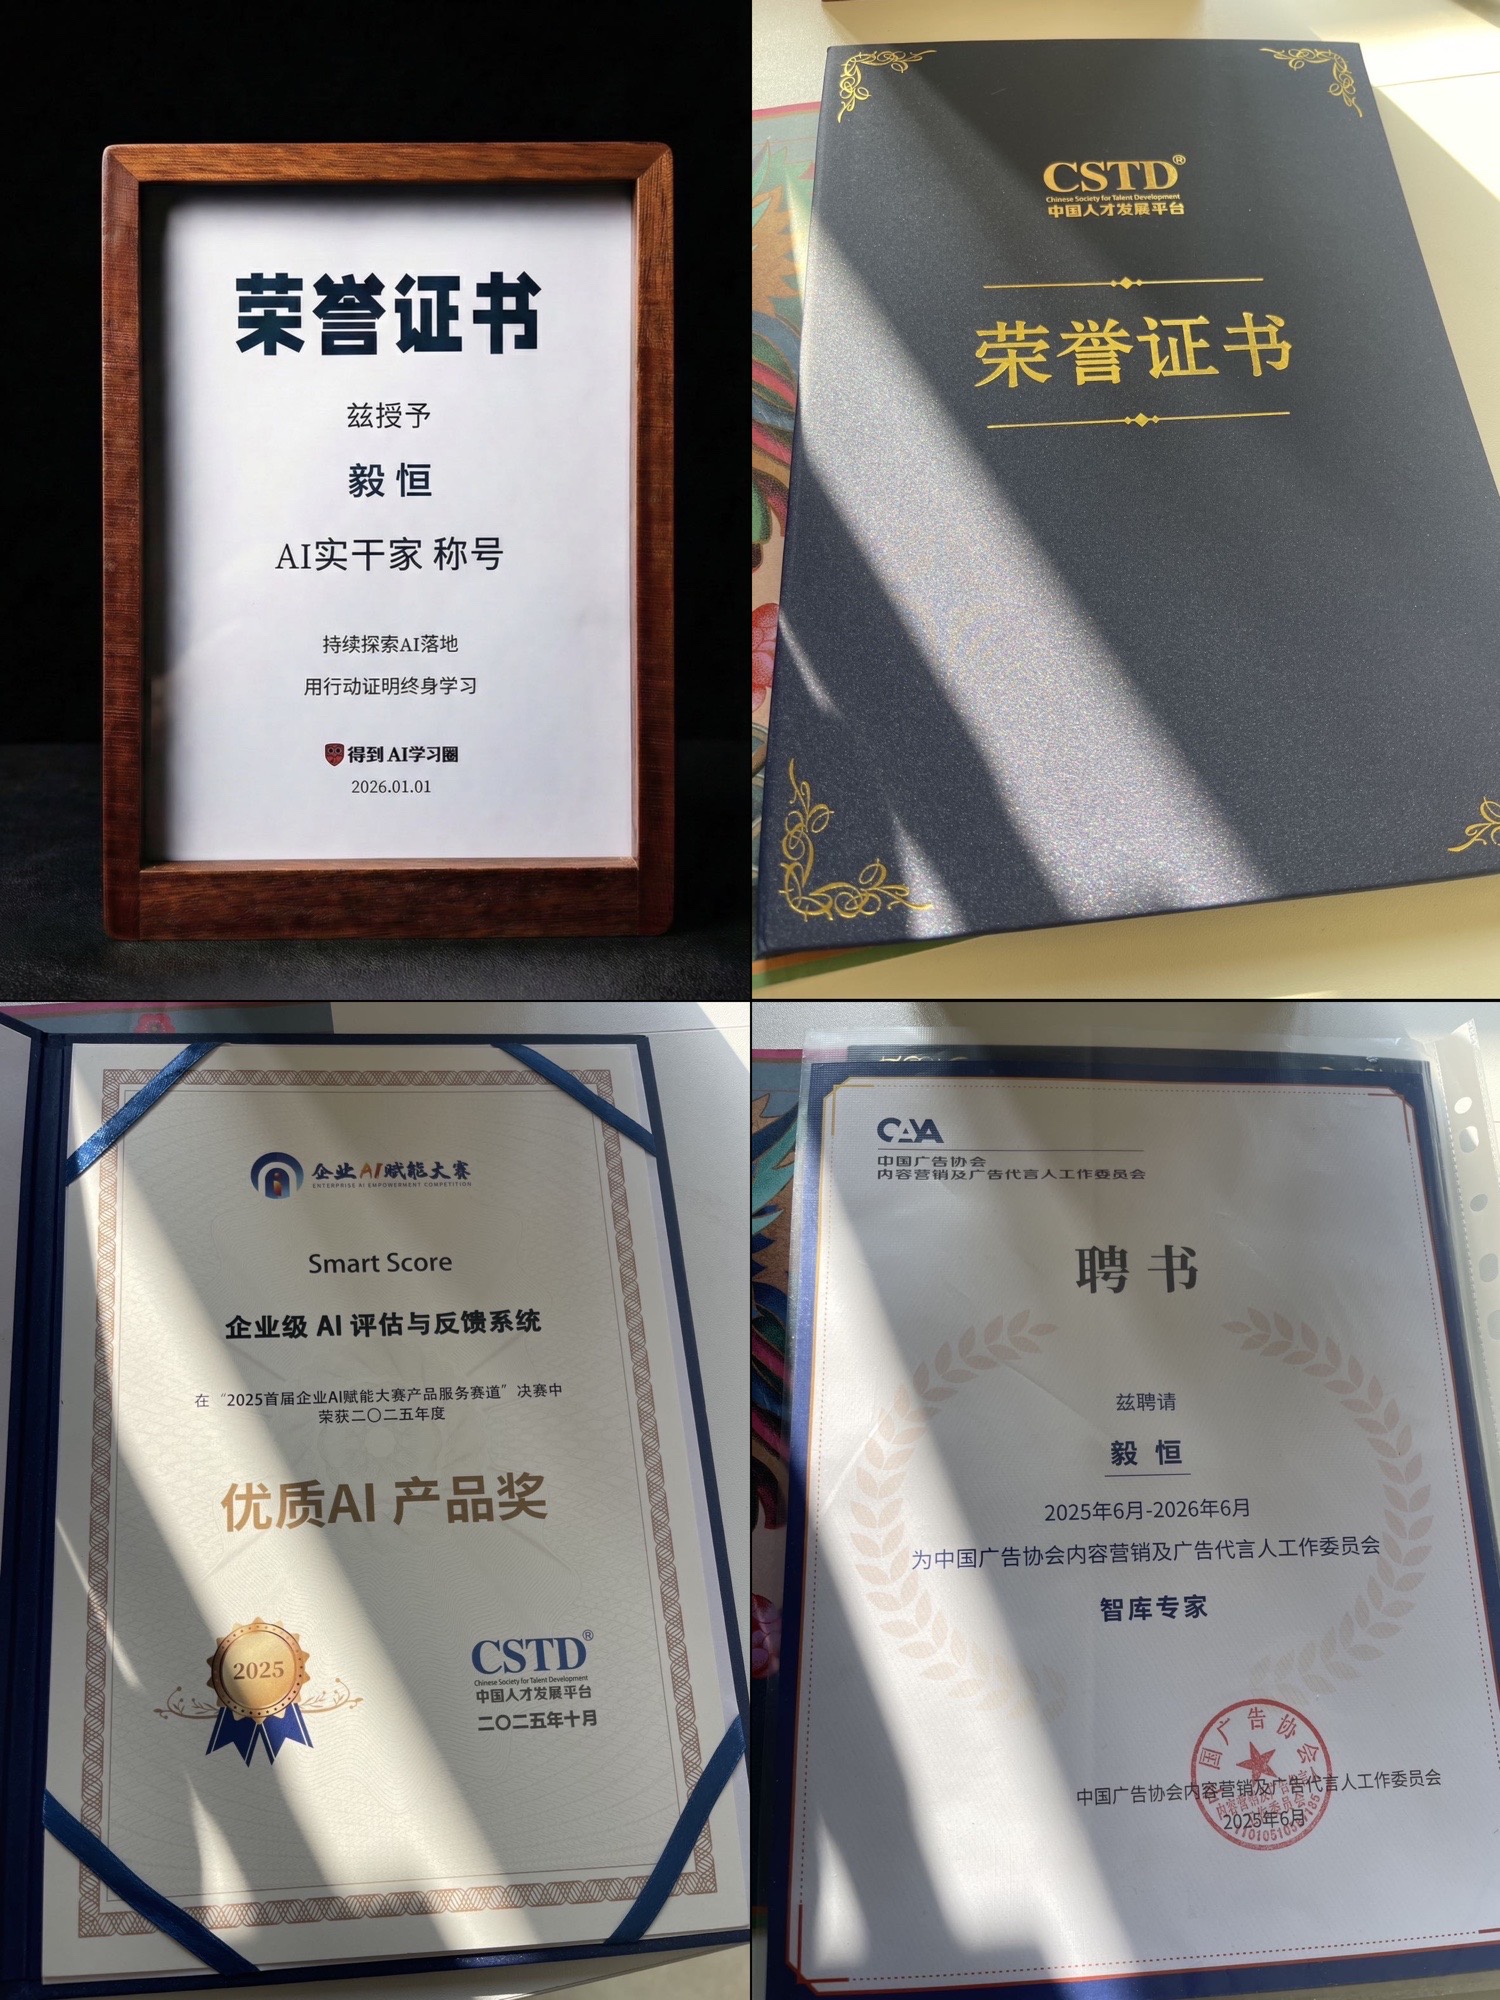 荣誉证书
兹授予
毅 恒
AI实干家 称号
持续探索AI落地
用行动证明终身学习
得到 AI学习圈
2026.01.01
CSTD®
Chinese Society for Talent Development
中国人才发展平台
荣誉证书
企业AI赋能大赛
ENTERPRISE AI EMPOWERMENT COMPETITION
Smart Score
企业级 AI 评估与反馈系统
在“2025首届企业AI赋能大赛产品服务赛道”决赛中
荣获二〇二五年度
优质AI 产品奖
2025
CSTD®
Chinese Society for Talent Development
中国人才发展平台
二〇二五年十月
CAA
中国广告协会
内容营销及广告代言人工作委员会
聘 书
兹聘请
毅 恒
2025年6月-2026年6月
为中国广告协会内容营销及广告代言人工作委员会
智库专家
中国广告协会内容营销及广告代言人工作委员会
2025年6月